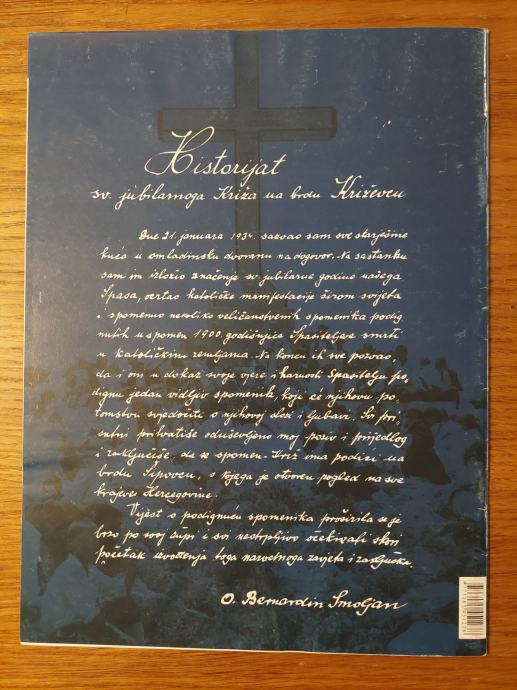 Historijat
sv. jubilarnoga Križa na brdu Križevcu
Dne 21. januara 1934. sazvao sam sve starješine
kuća u omladinsku dvoranu na dogovor. Na sastanku
sam im izložio značenje sv. jubilarne godine našega
Spasa, ocrtao katoličke manifestacije širom svijeta
i spomenuo nekoliko veličanstvenih spomenika podig
nutih u spomen 1900. godišnjice Spasiteljeve smrti
u katoličkim zemljama. Na koncu ih sve pozvao,
da i oni u dokaz svoje vjere i harnosti Spasitelju po-
dignu jedan vidljiv spomenik, koji će njihovu po-
tomstvu svjedočiti o njihovoj slozi i ljubavi. Svi pri-
sutni prihvatiše oduševljeno moj poziv i prijedlog
i zaključiše, da se spomen-križ ima podići na
brdu Šipovcu, s kojega je otvoren pogled na sve
krajeve Hercegovine.
Vijest o podignuću spomenika proširila se je
brzo po svoj župi i svi nestrpljivo očekivali skori
početak izvođenja toga zavjeta i zaključka.
O. Bernardin Smoljan